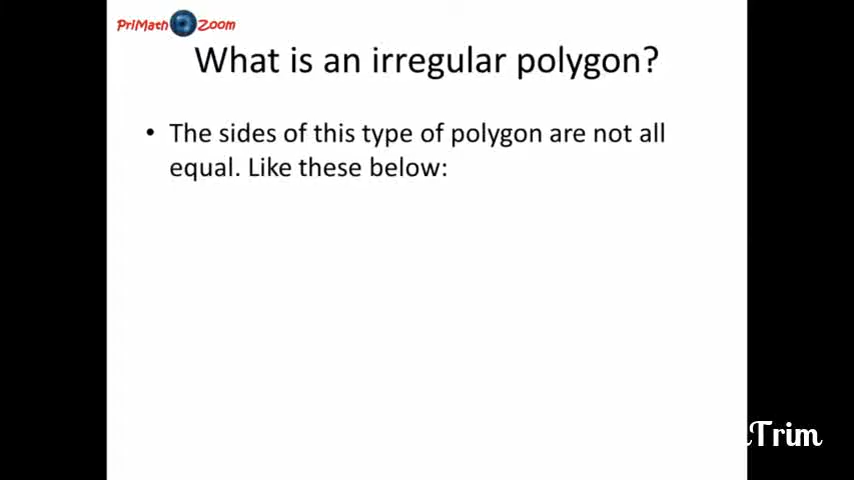 PriMath Zoom
What is an irregular polygon?
• The sides of this type of polygon are not all
equal. Like these below:
Trim